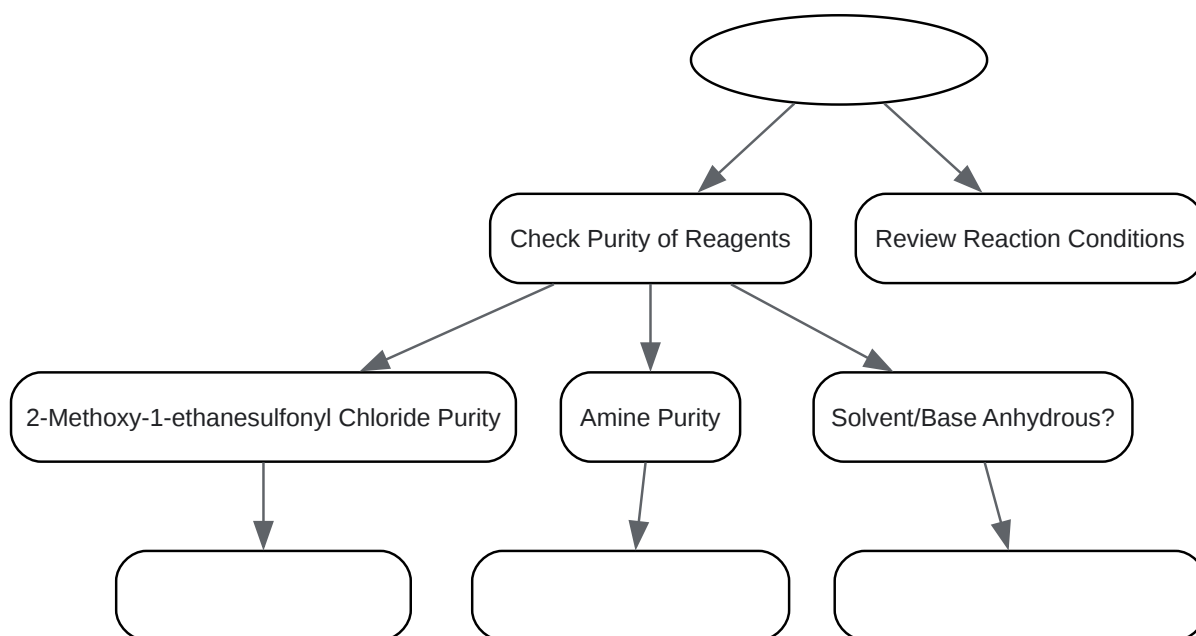 Check Purity of Reagents
Review Reaction Conditions
2-Methoxy-1-ethanesulfonyl Chloride Purity
Amine Purity
Solvent/Base Anhydrous?